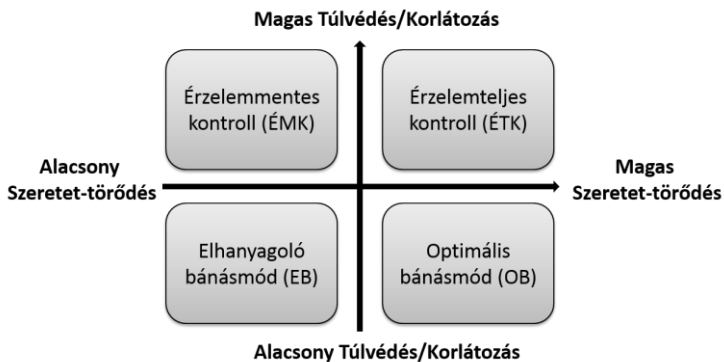 Magas Túlvédés/Korlátozás
Érzelemmentes
kontroll (ÉMK)
Érzelemteljes
kontroll (ÉTK)
Alacsony
Szeretet-törődés
Magas
Szeretet-törődés
Elhanyagoló
bánásmód (EB)
Optimális
bánásmód (OB)
Alacsony Túlvédés/Korlátozás